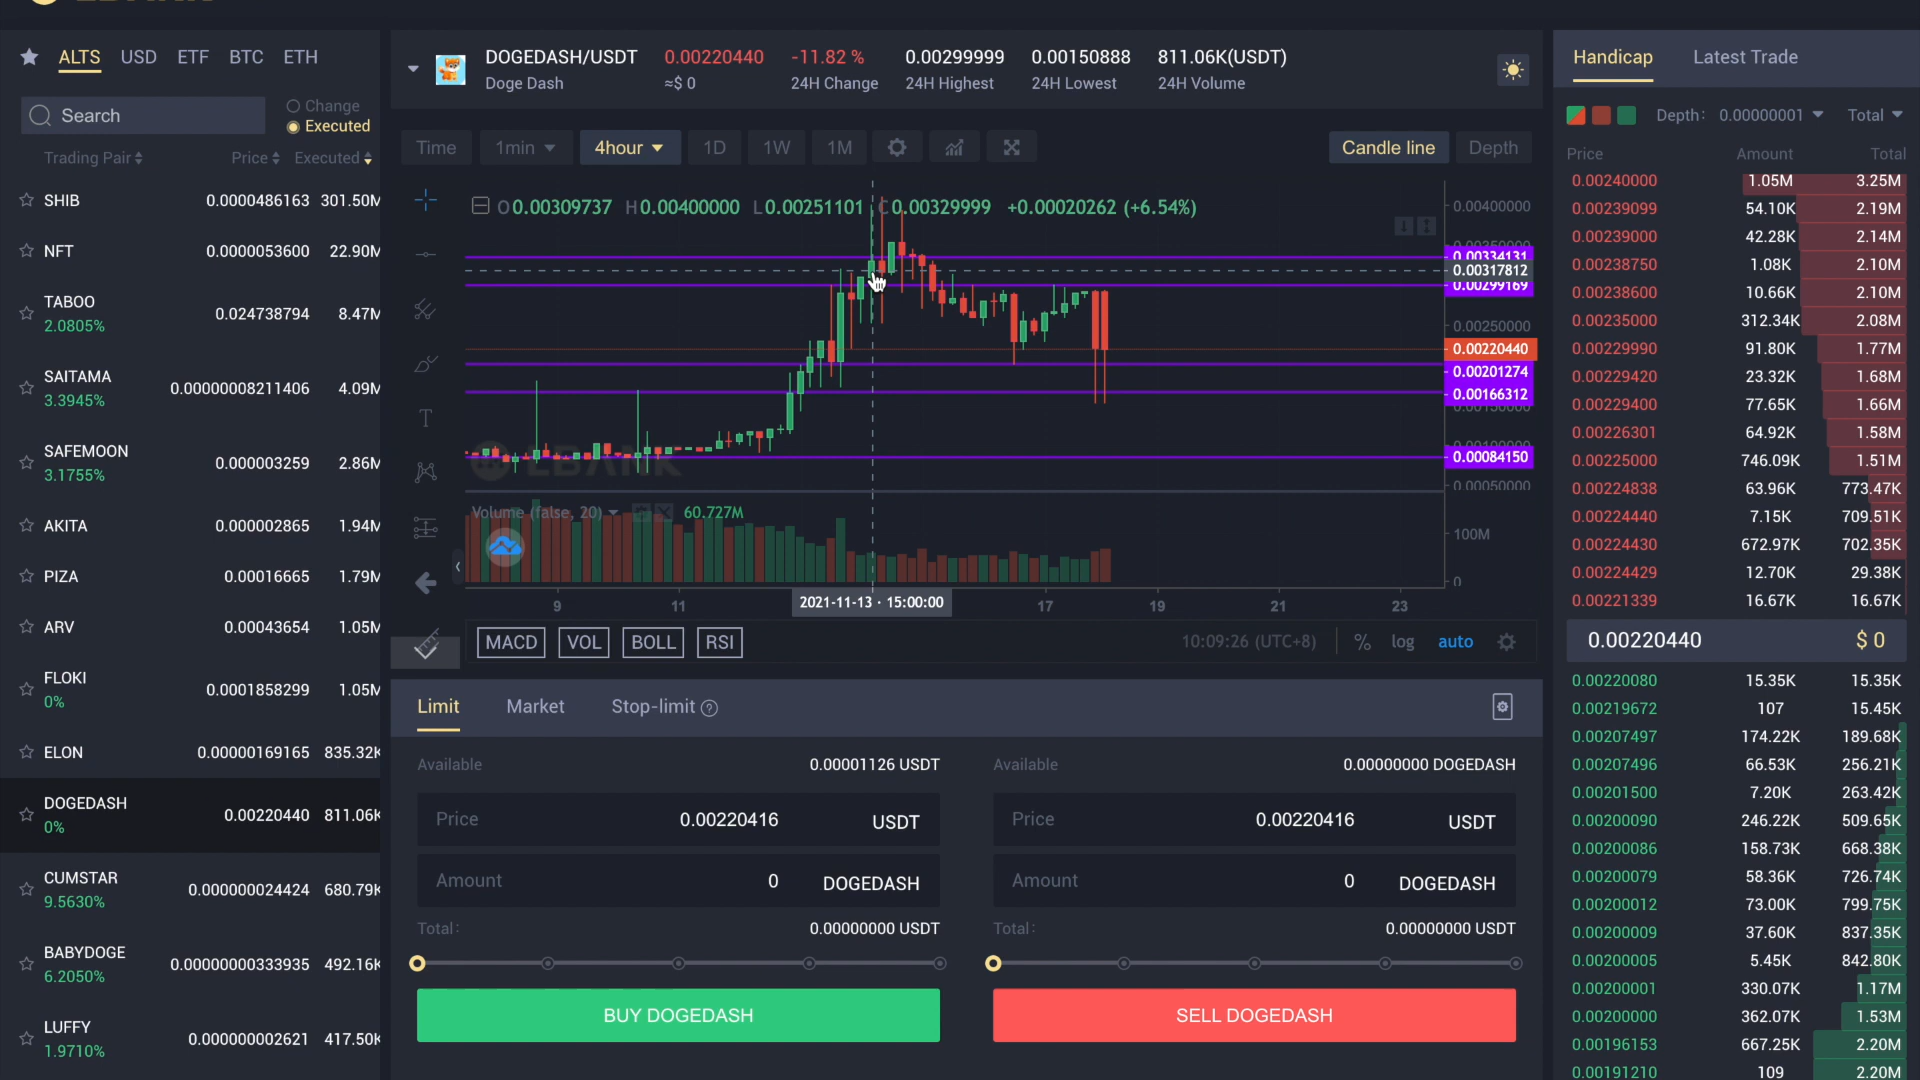 ALTS USD ETF BTC ETH
Search
Change
Executed
Trading Pair Price Executed
SHIB 0.0000486163 301.50M
NFT 0.0000053600 22.90M
TABOO 0.024738794 8.47M
2.0805%
SAITAMA 0.00000008211406 4.09M
3.3945%
SAFEMOON 0.000003259 2.86M
3.1755%
AKITA 0.000002865 1.94M
PIZA 0.00016665 1.79M
ARV 0.00043654 1.05M
FLOKI 0.0001858299 1.05M
0%
ELON 0.00000169165 835.32K
DOGEDASH 0.00220440 811.06K
0%
CUMSTAR 0.000000024424 680.79K
9.5630%
BABYDOGE 0.00000000333935 492.16K
6.2050%
LUFFY 0.000000002621 417.50K
1.9710%
DOGEDASH/USDT 0.00220440 -11.82 % 0.00299999 0.00150888 811.06K(USDT)
Doge Dash ≈$ 0 24H Change 24H Highest 24H Lowest 24H Volume
Time 1min 4hour 1D 1W 1M Candle line Depth
O0.00309737 H0.00400000 L0.00251101 C0.00329999 +0.00020262 (+6.54%)
0.00400000
0.00350000
0.00334131
0.00317812
0.00299169
0.00250000
0.00220440
0.00201274
0.00166312
0.00150000
0.00100000
0.00084150
0.00050000
LBANK
Volume (false, 20) 60.727M
100M
0
9 11 2021-11-13 · 15:00:00 17 19 21 23
MACD VOL BOLL RSI 10:09:26 (UTC+8) % log auto
Limit Market Stop-limit ?
Available 0.00001126 USDT
Price 0.00220416 USDT
Amount 0 DOGEDASH
Total: 0.00000000 USDT
BUY DOGEDASH
Available 0.00000000 DOGEDASH
Price 0.00220416 USDT
Amount 0 DOGEDASH
Total: 0.00000000 USDT
SELL DOGEDASH
Handicap Latest Trade
Depth: 0.00000001 Total
Price Amount Total
0.00240000 1.05M 3.25M
0.00239099 54.10K 2.19M
0.00239000 42.28K 2.14M
0.00238750 1.08K 2.10M
0.00238600 10.66K 2.10M
0.00235000 312.34K 2.08M
0.00229990 91.80K 1.77M
0.00229420 23.32K 1.68M
0.00229400 77.65K 1.66M
0.00226301 64.92K 1.58M
0.00225000 746.09K 1.51M
0.00224838 63.96K 773.47K
0.00224440 7.15K 709.51K
0.00224430 672.97K 702.35K
0.00224429 12.70K 29.38K
0.00221339 16.67K 16.67K
0.00220440 $ 0
0.00220080 15.35K 15.35K
0.00219672 107 15.45K
0.00207497 174.22K 189.68K
0.00207496 66.53K 256.21K
0.00201500 7.20K 263.42K
0.00200090 246.22K 509.65K
0.00200086 158.73K 668.38K
0.00200079 58.36K 726.74K
0.00200012 73.00K 799.75K
0.00200009 37.60K 837.35K
0.00200005 5.45K 842.80K
0.00200001 330.07K 1.17M
0.00200000 362.07K 1.53M
0.00196153 667.25K 2.20M
0.00191210 109 2.20M